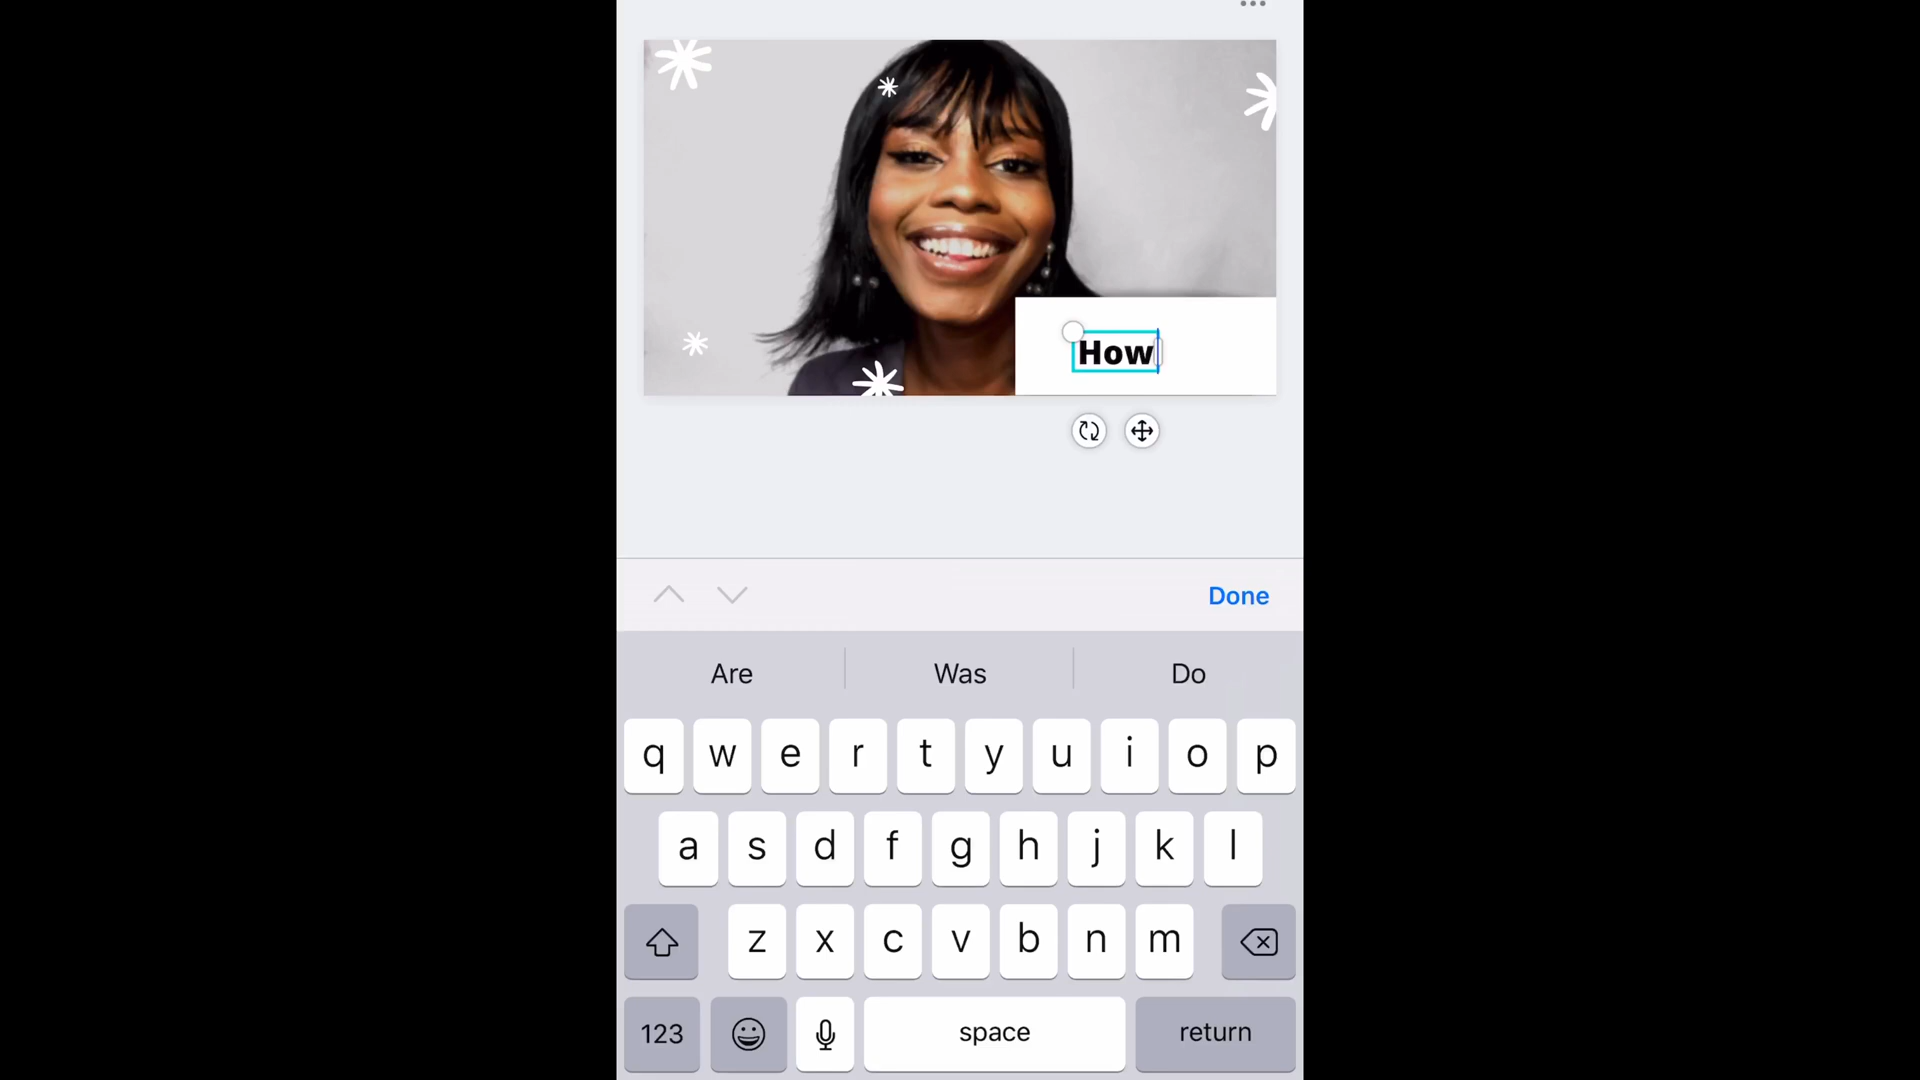 How
Done
Are Was Do
q w e r t y u i o p
a s d f g h j k l
z x c v b n m
123 space return